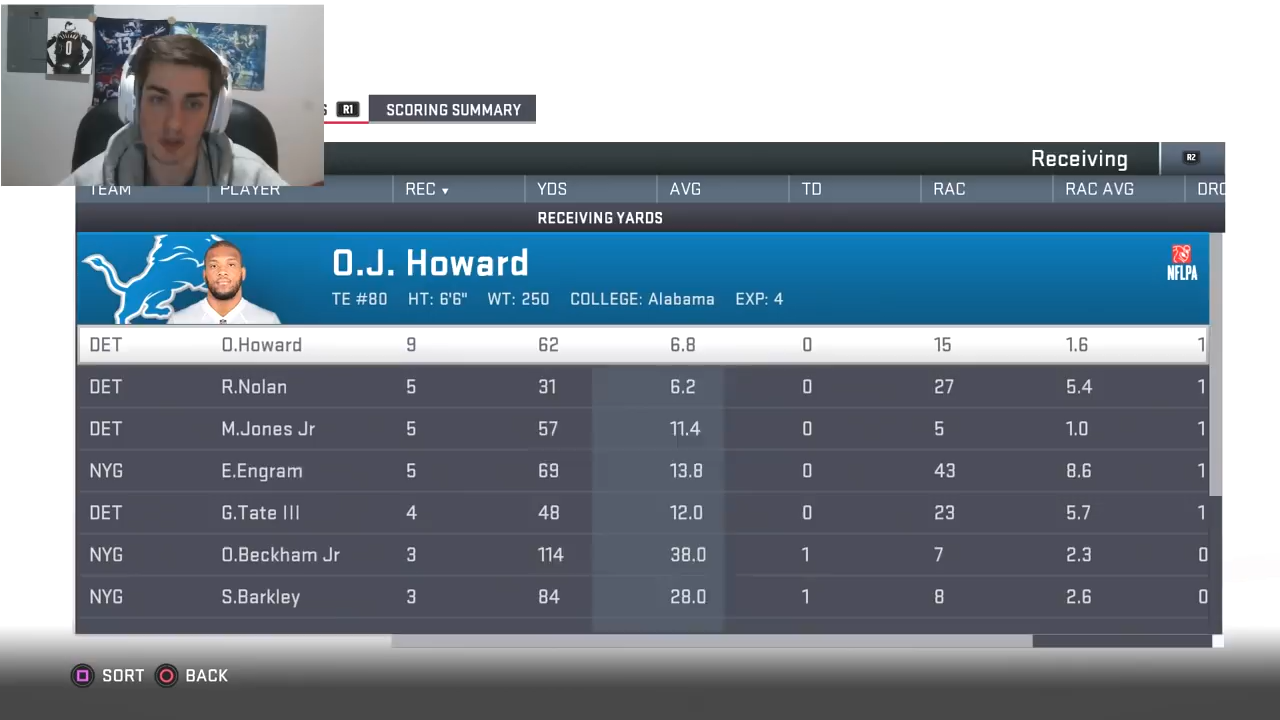 0
13
S R1 SCORING SUMMARY
Receiving R2
TEAM PLAYER REC YDS AVG TD RAC RAC AVG DRO
RECEIVING YARDS
O.J. Howard
TE #80 HT: 6'6" WT: 250 COLLEGE: Alabama EXP: 4
NFLPA
DET O.Howard 9 62 6.8 0 15 1.6 1
DET R.Nolan 5 31 6.2 0 27 5.4 1
DET M.Jones Jr 5 57 11.4 0 5 1.0 1
NYG E.Engram 5 69 13.8 0 43 8.6 1
DET G.Tate III 4 48 12.0 0 23 5.7 1
NYG O.Beckham Jr 3 114 38.0 1 7 2.3 0
NYG S.Barkley 3 84 28.0 1 8 2.6 0
SORT BACK